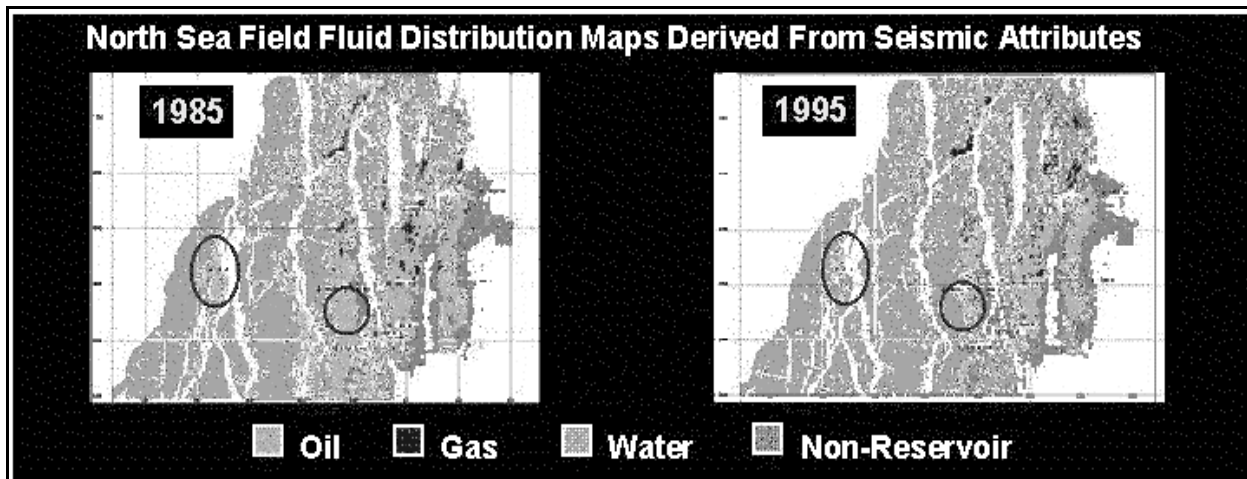 North Sea Field Fluid Distribution Maps Derived From Seismic Attributes
1985
1995
Oil Gas Water Non-Reservoir